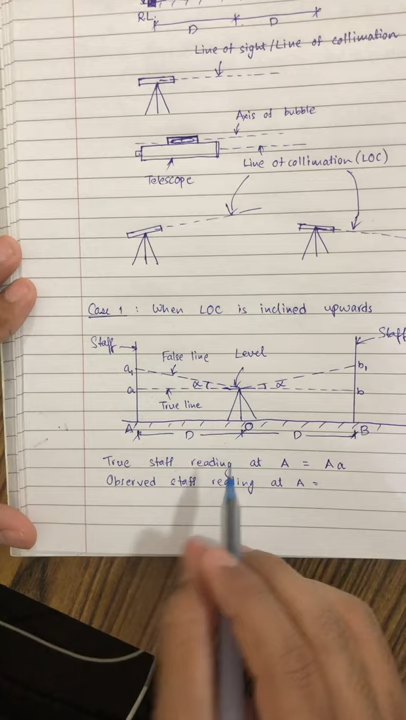 RL
D D
Line of sight/Line of collimation
Axis of bubble
Line of collimation (LOC)
Telescope
Case 1 : When LOC is inclined upwards
Staff Staff
False line Level
a₁ b₁
α α
a b
True line
A O B
D D
True staff reading at A = Aa
Observed staff reading at A =